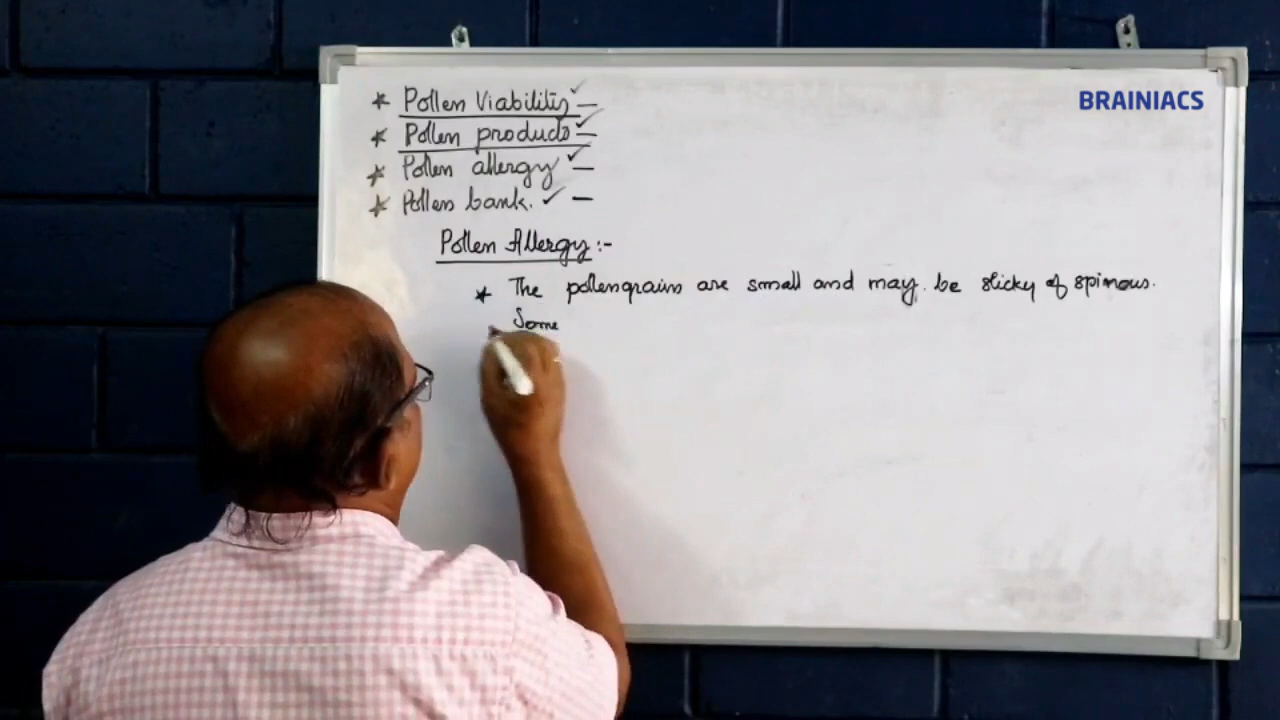 BRAINIACS
* Pollen Viability ✓ –
* Pollen products ✓ –
* Pollen allergy ✓ –
* Pollen bank. ✓ –
Pollen Allergy :-
* The pollengrains are small and may be sticky of spinous.
Some